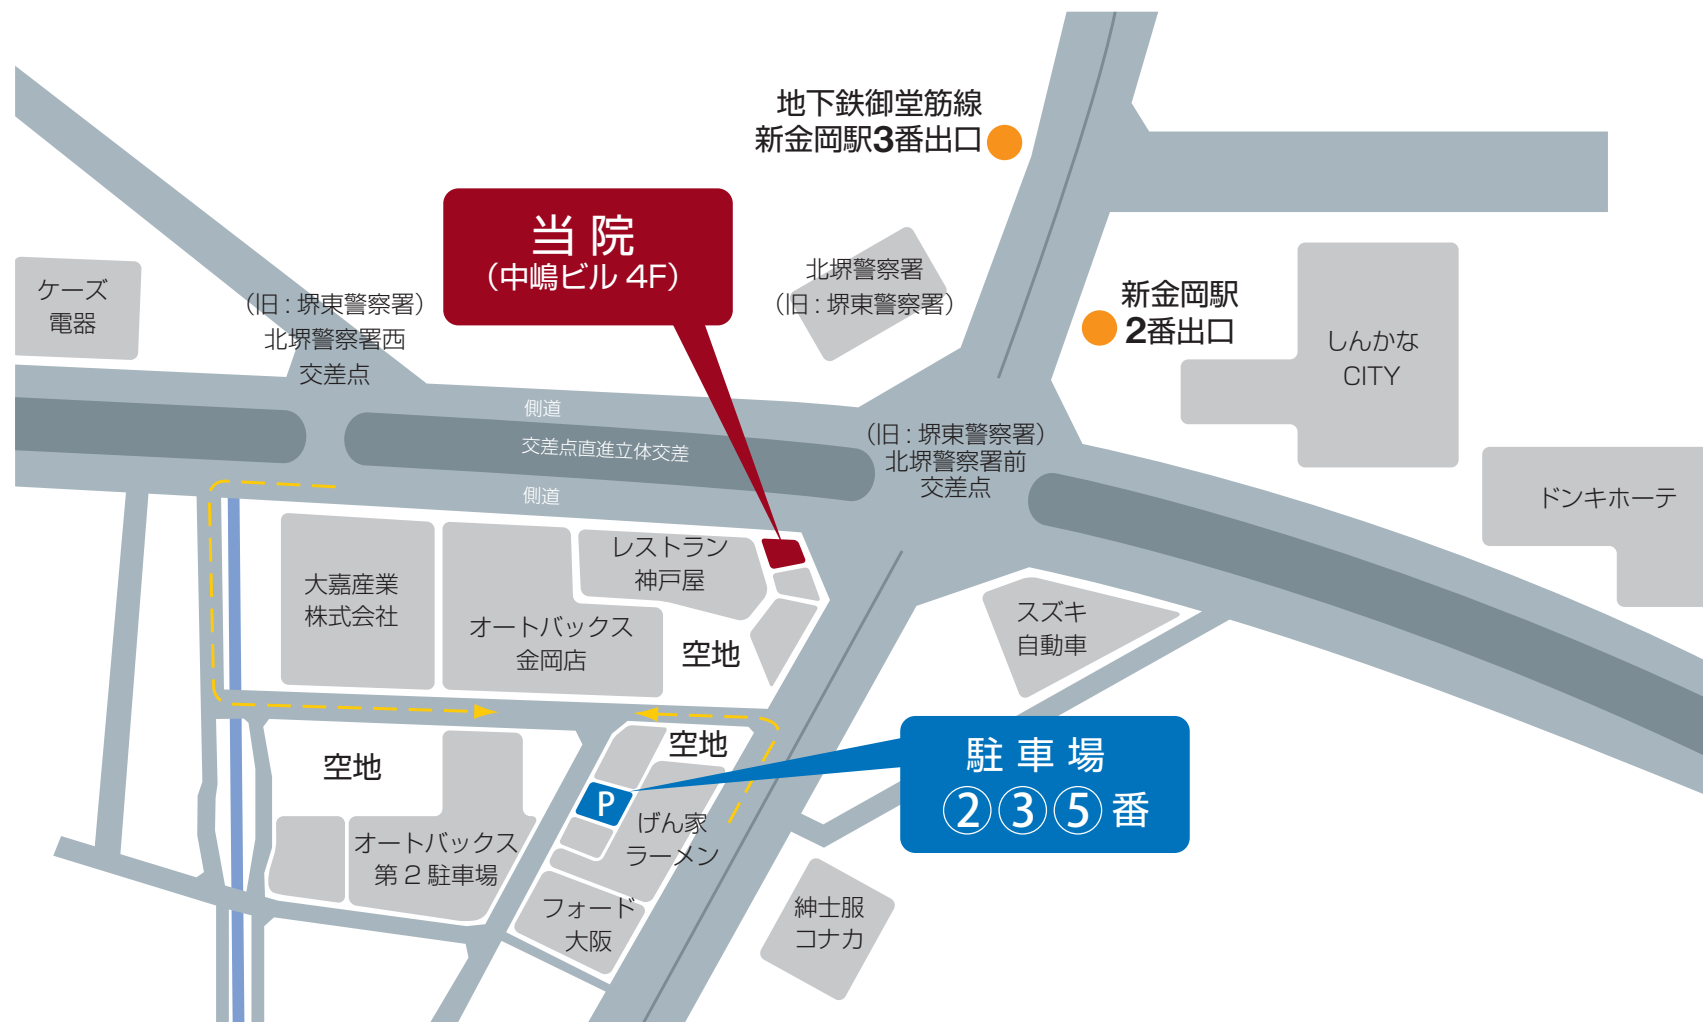 地下鉄御堂筋線
新金岡駅3番出口
当院
(中嶋ビル 4F)
北堺警察署
(旧:堺東警察署)
新金岡駅
2番出口
しんかな
CITY
ケーズ
電器
(旧:堺東警察署)
北堺警察署西
交差点
側道
交差点直進立体交差
側道
(旧:堺東警察署)
北堺警察署前
交差点
ドンキホーテ
大嘉産業
株式会社
オートバックス
金岡店
レストラン
神戸屋
空地
スズキ
自動車
空地
空地
駐車場
②③⑤番
P
げん家
ラーメン
オートバックス
第2駐車場
フォード
大阪
紳士服
コナカ